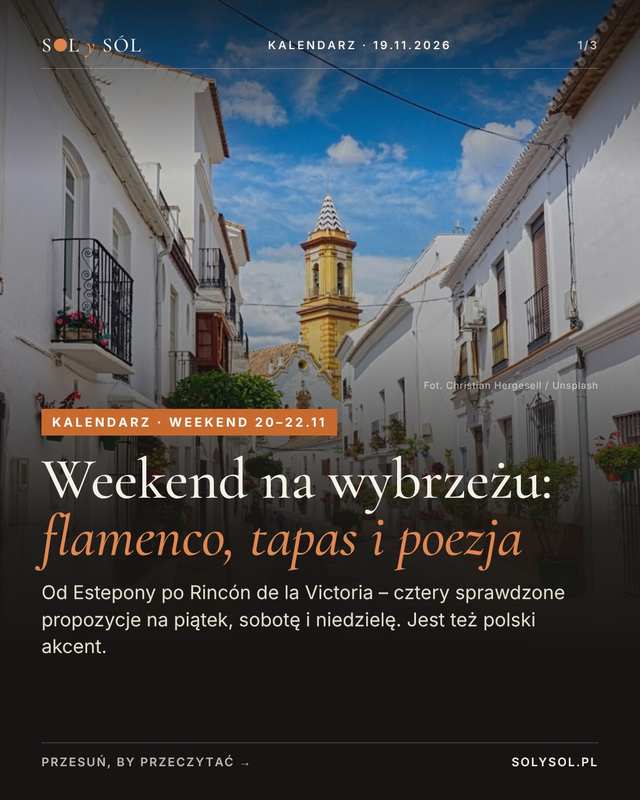 SOL y SÓL
KALENDARZ · 19.11.2026
1/3
Fot. Christian Hergesell / Unsplash
KALENDARZ · WEEKEND 20–22.11
Weekend na wybrzeżu:
flamenco, tapas i poezja
Od Estepony po Rincón de la Victoria – cztery sprawdzone
propozycje na piątek, sobotę i niedzielę. Jest też polski
akcent.
PRZESUŃ, BY PRZECZYTAĆ →
SOLYSOL.PL